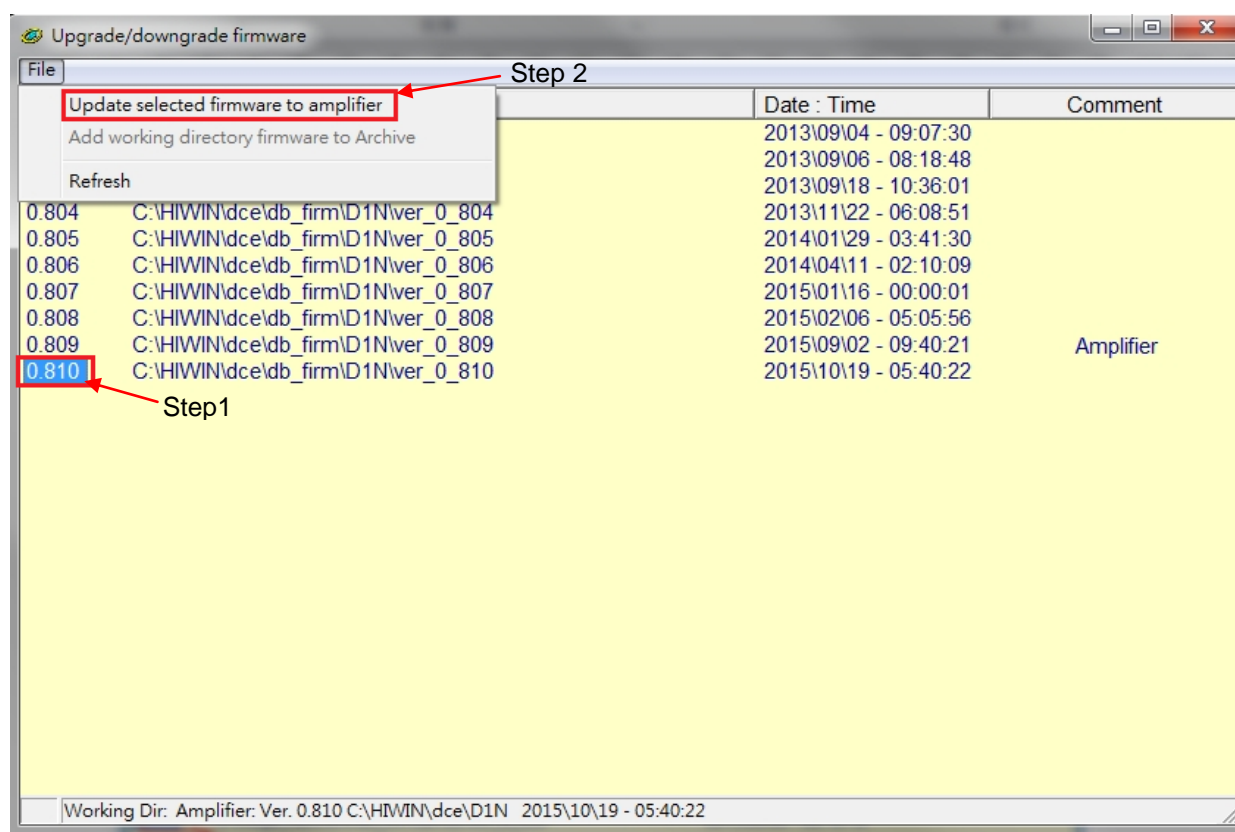 Upgrade/downgrade firmware
File
Step 2
Update selected firmware to amplifier
Add working directory firmware to Archive
Refresh
Date : Time Comment
2013\09\04 - 09:07:30
2013\09\06 - 08:18:48
2013\09\18 - 10:36:01
0.804 C:\HIWIN\dce\db_firm\D1N\ver_0_804 2013\11\22 - 06:08:51
0.805 C:\HIWIN\dce\db_firm\D1N\ver_0_805 2014\01\29 - 03:41:30
0.806 C:\HIWIN\dce\db_firm\D1N\ver_0_806 2014\04\11 - 02:10:09
0.807 C:\HIWIN\dce\db_firm\D1N\ver_0_807 2015\01\16 - 00:00:01
0.808 C:\HIWIN\dce\db_firm\D1N\ver_0_808 2015\02\06 - 05:05:56
0.809 C:\HIWIN\dce\db_firm\D1N\ver_0_809 2015\09\02 - 09:40:21 Amplifier
0.810 C:\HIWIN\dce\db_firm\D1N\ver_0_810 2015\10\19 - 05:40:22
Step1
Working Dir: Amplifier: Ver. 0.810 C:\HIWIN\dce\D1N 2015\10\19 - 05:40:22